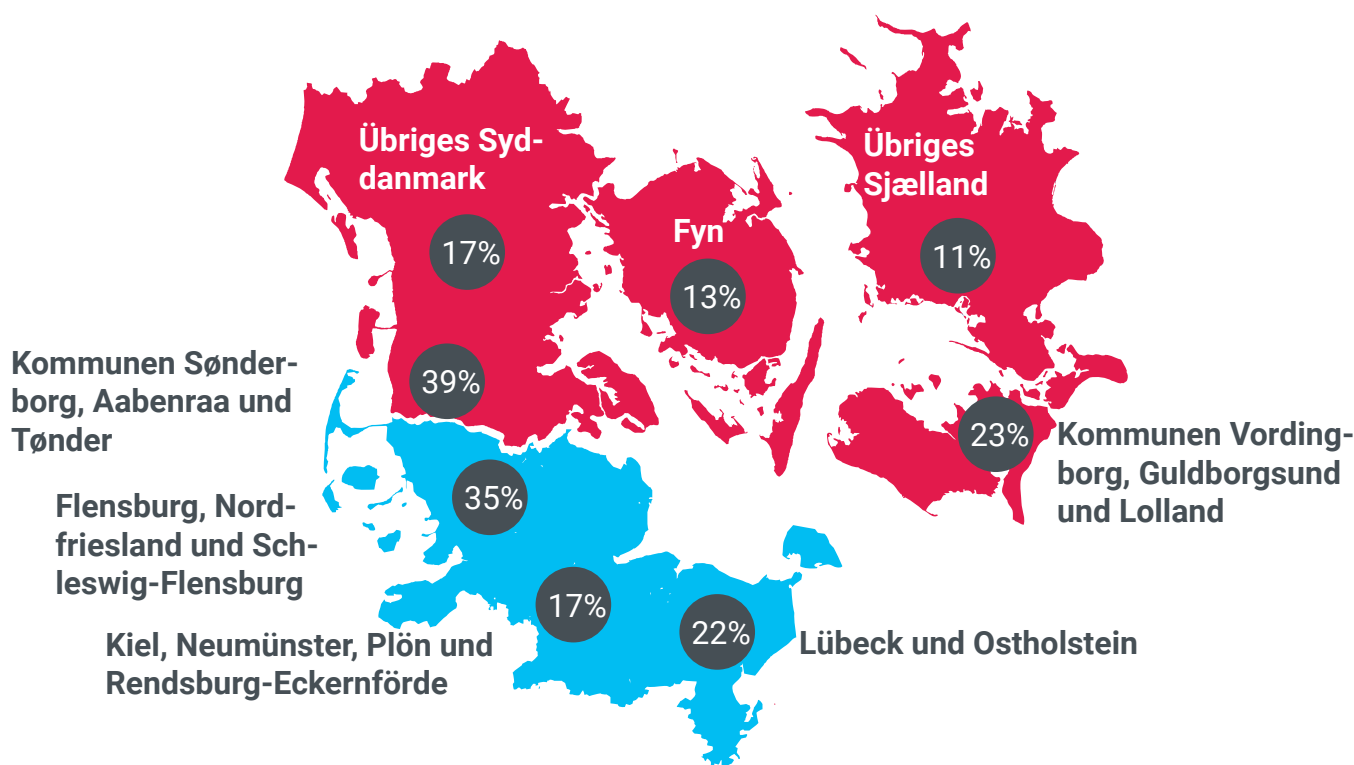 Übriges Syd-
danmark
17%
Fyn
13%
Übriges
Sjælland
11%
Kommunen Sønder-
borg, Aabenraa und
Tønder
39%
23%
Kommunen Vording-
borg, Guldborgsund
und Lolland
Flensburg, Nord-
friesland und Sch-
leswig-Flensburg
35%
Kiel, Neumünster, Plön und
Rendsburg-Eckernförde
17%
22%
Lübeck und Ostholstein